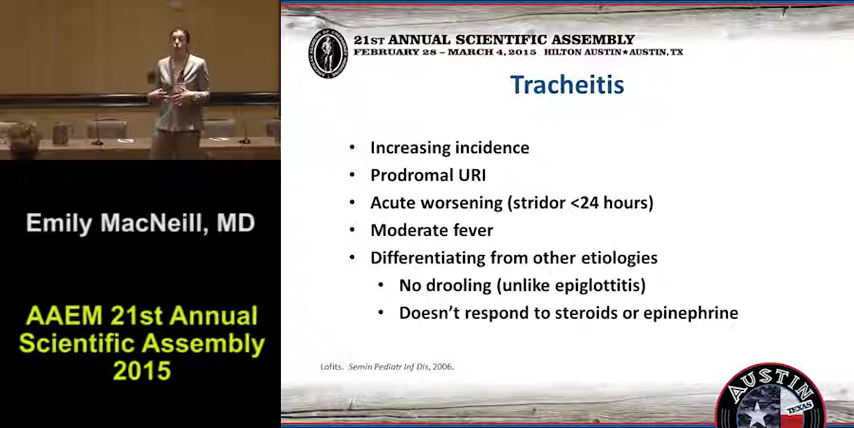 21ST ANNUAL SCIENTIFIC ASSEMBLY
FEBRUARY 28 – MARCH 4, 2015 HILTON AUSTIN★AUSTIN, TX
Tracheitis
• Increasing incidence
• Prodromal URI
• Acute worsening (stridor <24 hours)
• Moderate fever
• Differentiating from other etiologies
• No drooling (unlike epiglottitis)
• Doesn't respond to steroids or epinephrine
Lofits. Semin Pediatr Inf Dis, 2006.
AUSTIN
TEXAS
Emily MacNeill, MD
AAEM 21st Annual
Scientific Assembly
2015